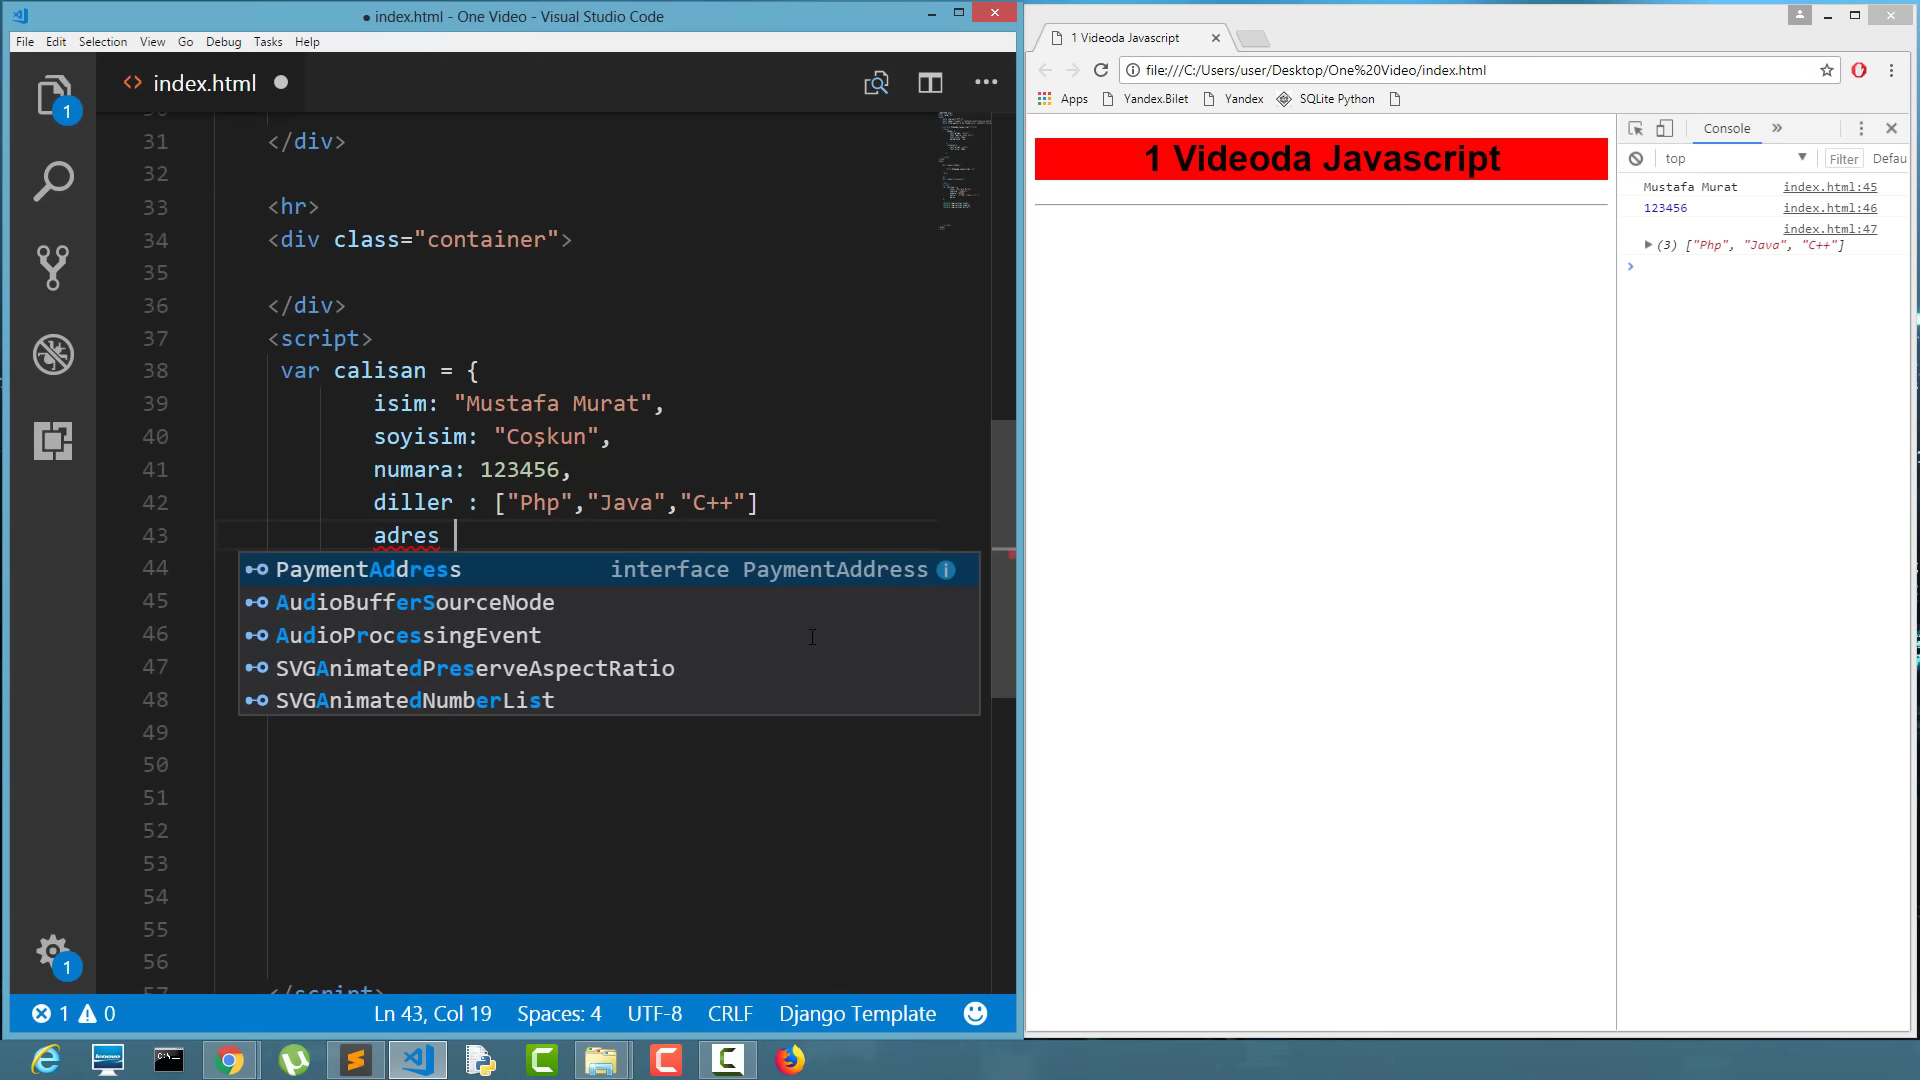 ● index.html - One Video - Visual Studio Code
File Edit Selection View Go Debug Tasks Help
1
<> index.html
31 </div>
32
33 <hr>
34 <div class="container">
35
36 </div>
37 <script>
38 var calisan = {
39 isim: "Mustafa Murat",
40 soyisim: "Coşkun",
41 numara: 123456,
42 diller : ["Php","Java","C++"]
43 adres
44 PaymentAddress interface PaymentAddress
45 AudioBufferSourceNode
46 AudioProcessingEvent
47 SVGAnimatedPreserveAspectRatio
48 SVGAnimatedNumberList
49
50
51
52
53
54
55
56
57 </script>
1
1 0 Ln 43, Col 19 Spaces: 4 UTF-8 CRLF Django Template
1 Videoda Javascript
file:///C:/Users/user/Desktop/One%20Video/index.html
Apps Yandex.Bilet Yandex SQLite Python
1 Videoda Javascript
Console »
top Filter Defau
Mustafa Murat index.html:45
123456 index.html:46
index.html:47
(3) ["Php", "Java", "C++"]